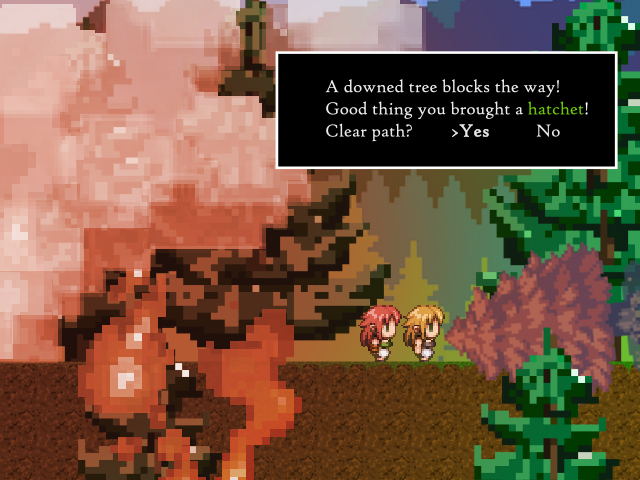 A downed tree blocks the way!
Good thing you brought a hatchet!
Clear path? >Yes No